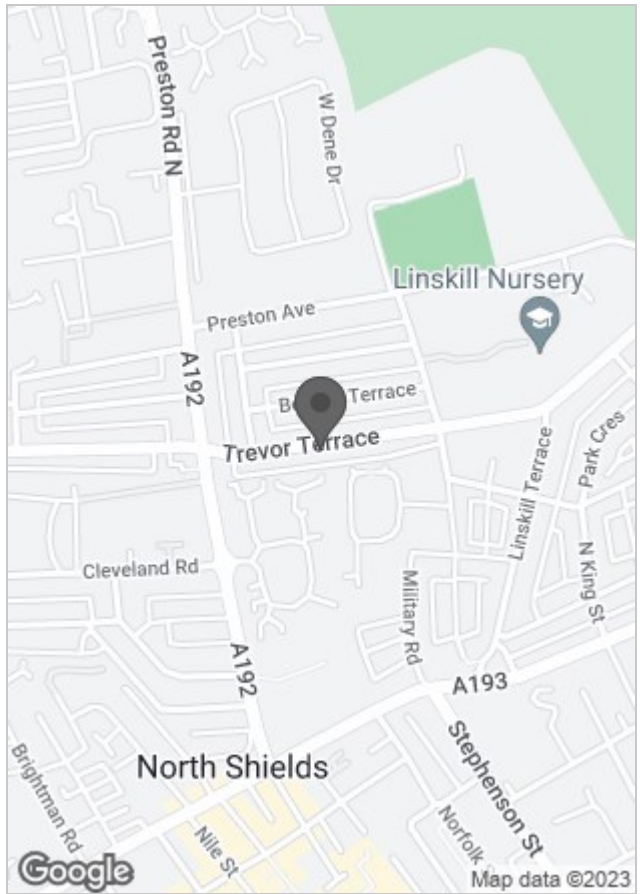 Preston Rd N
W Dene Dr
Linskill Nursery
Preston Ave
A192
Terrace
Trevor Terrace
Park Cres
Linskill Terrace
Cleveland Rd
Military Rd
N King St
A192
A193
North Shields
Stephenson St
Brightman Rd
Nile St
Norfolk
Google
Map data ©2023